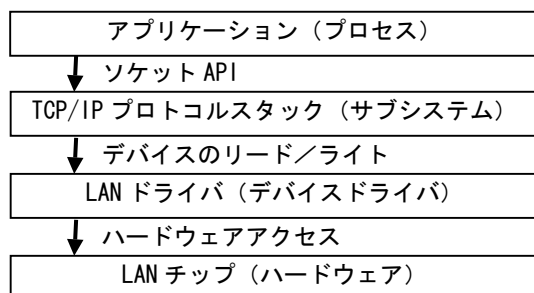 アプリケーション（プロセス）
ソケット API
TCP/IP プロトコルスタック（サブシステム）
デバイスのリード／ライト
LAN ドライバ（デバイスドライバ）
ハードウェアアクセス
LAN チップ（ハードウェア）